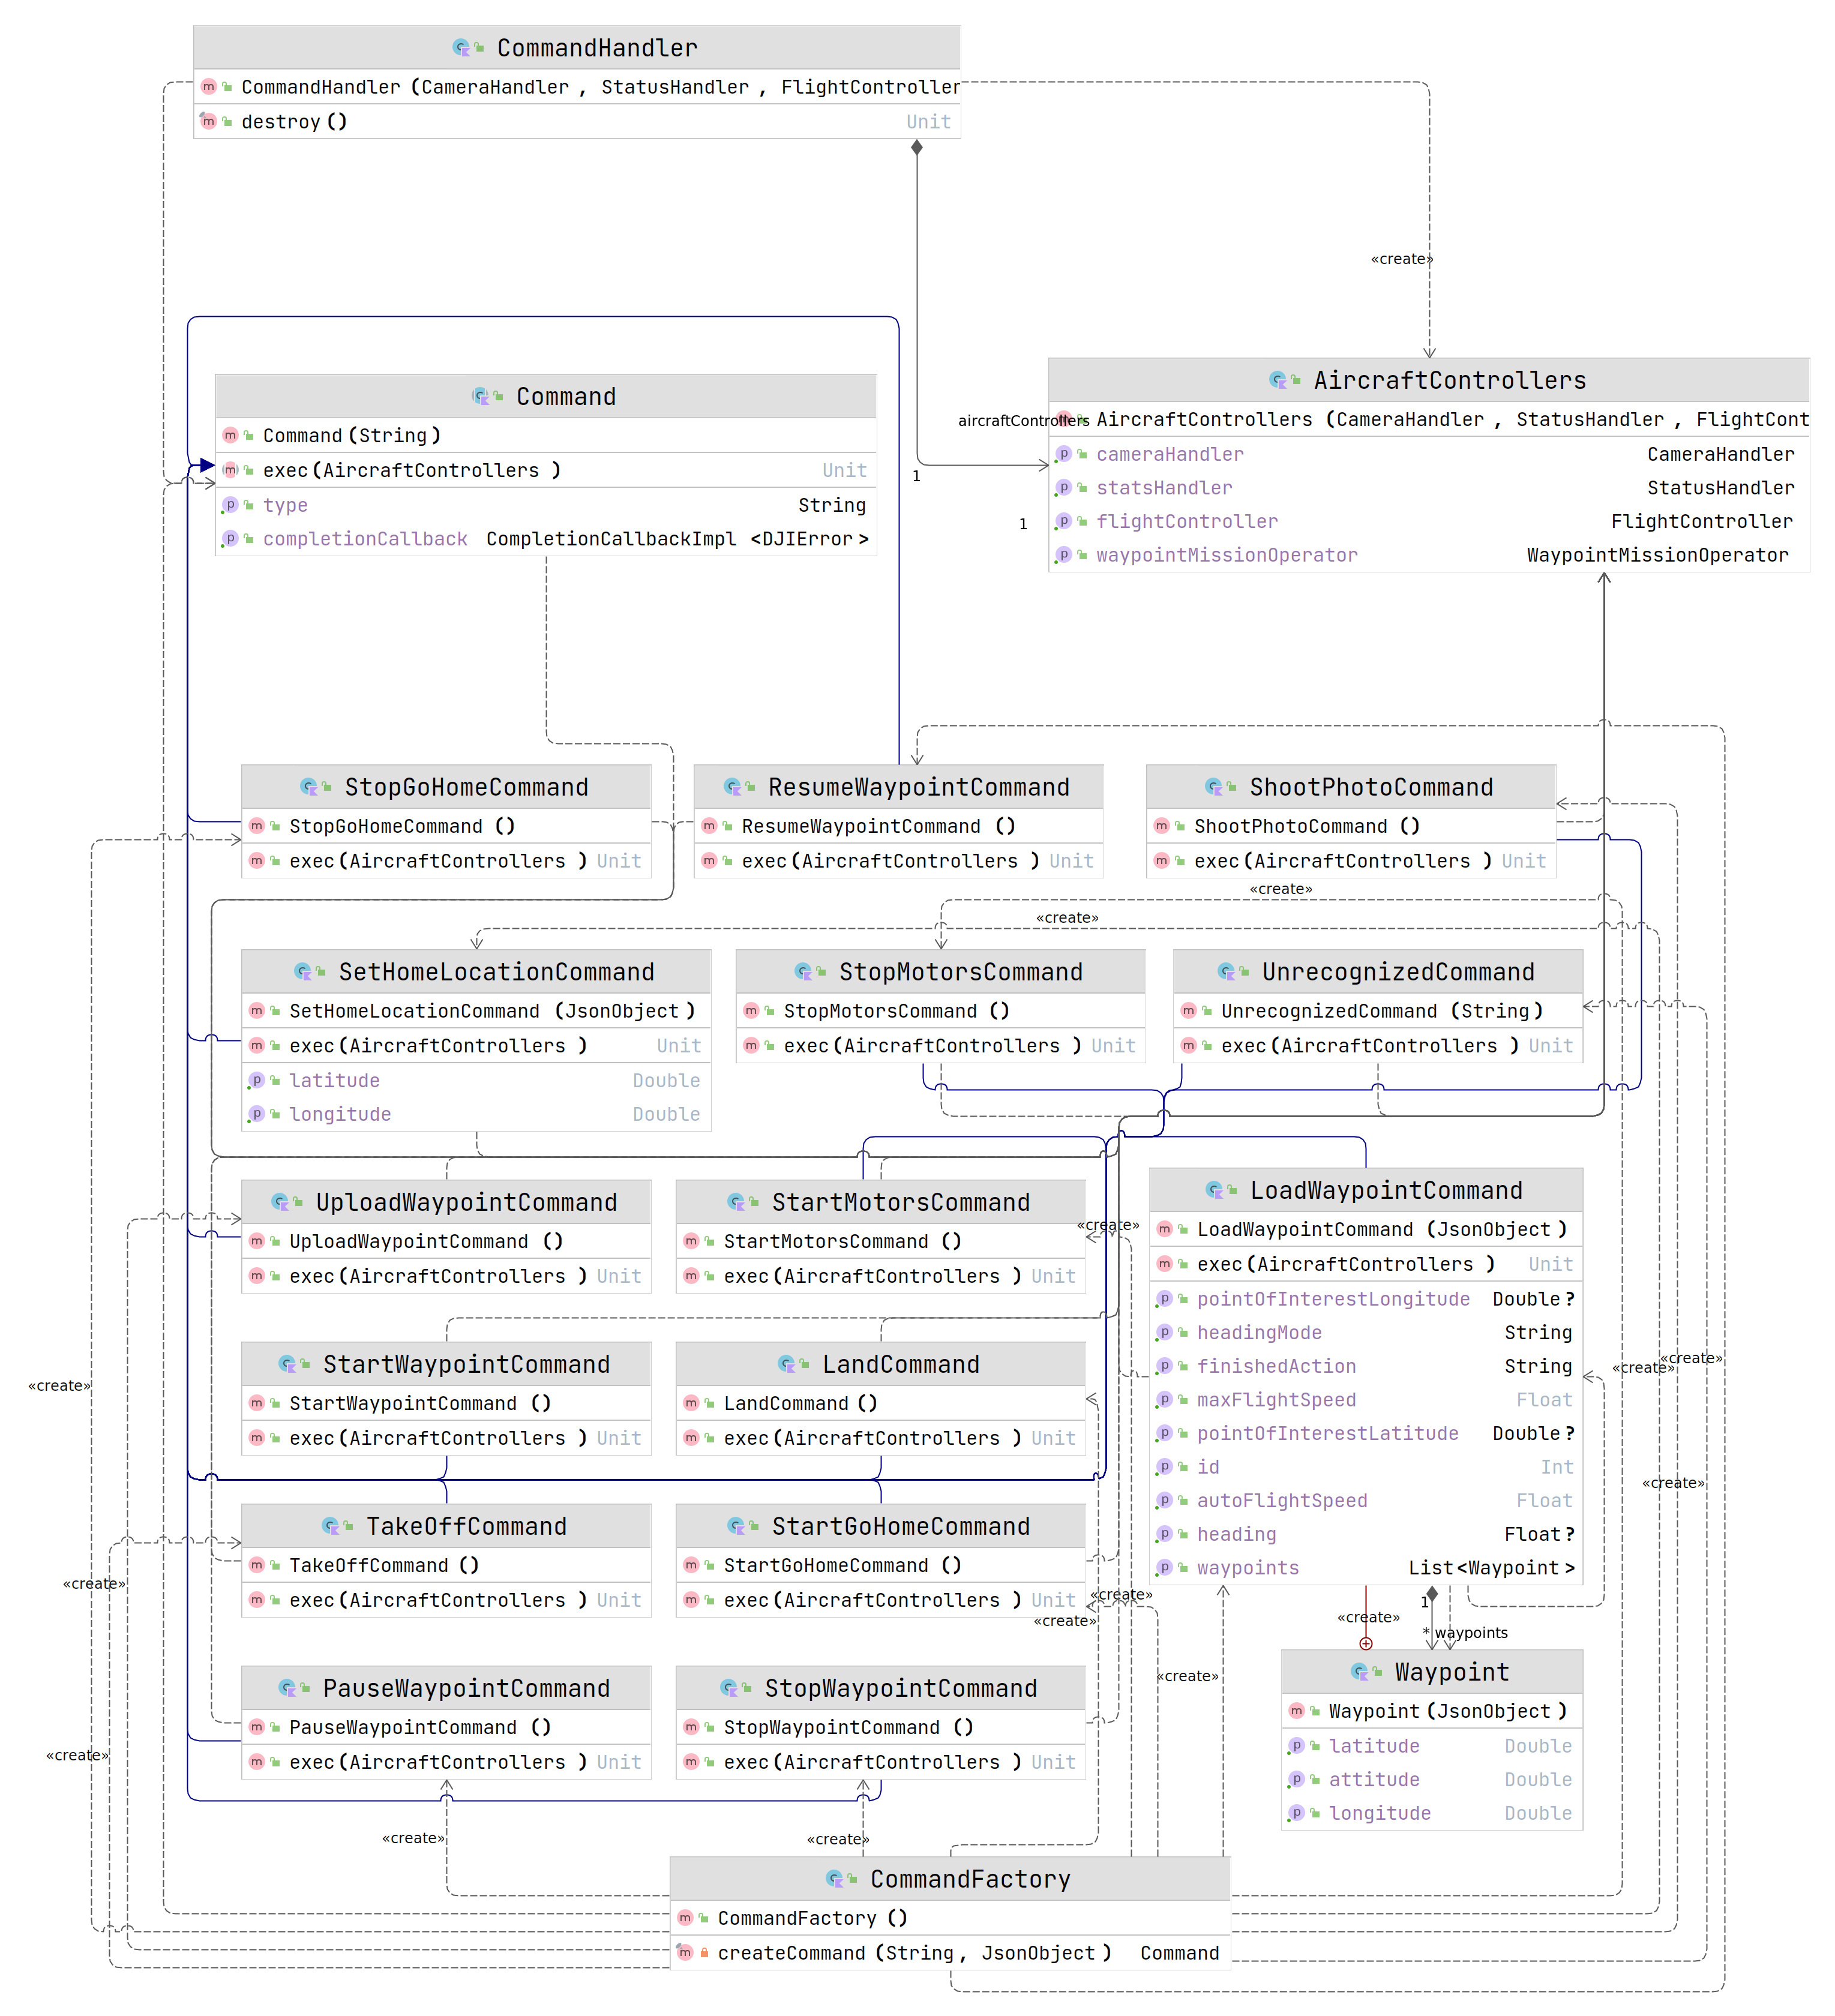 CommandHandler
CommandHandler (CameraHandler , StatusHandler , FlightController
destroy () Unit
«create»
Command
Command (String )
exec (AircraftControllers ) Unit
type String
completionCallback CompletionCallbackImpl <DJIError >
AircraftControllers
aircraftControllers
AircraftControllers (CameraHandler , StatusHandler , FlightCont
cameraHandler CameraHandler
statsHandler StatusHandler
flightController FlightController
waypointMissionOperator WaypointMissionOperator
1
1
StopGoHomeCommand
StopGoHomeCommand ()
exec (AircraftControllers ) Unit
ResumeWaypointCommand
ResumeWaypointCommand ()
exec (AircraftControllers ) Unit
ShootPhotoCommand
ShootPhotoCommand ()
exec (AircraftControllers ) Unit
«create»
«create»
SetHomeLocationCommand
SetHomeLocationCommand (JsonObject )
exec (AircraftControllers ) Unit
latitude Double
longitude Double
StopMotorsCommand
StopMotorsCommand ()
exec (AircraftControllers ) Unit
UnrecognizedCommand
UnrecognizedCommand (String )
exec (AircraftControllers ) Unit
UploadWaypointCommand
UploadWaypointCommand ()
exec (AircraftControllers ) Unit
StartMotorsCommand
StartMotorsCommand ()
exec (AircraftControllers ) Unit
«create»
LoadWaypointCommand
LoadWaypointCommand (JsonObject )
exec (AircraftControllers ) Unit
pointOfInterestLongitude Double ?
headingMode String
finishedAction String
maxFlightSpeed Float
pointOfInterestLatitude Double ?
id Int
autoFlightSpeed Float
heading Float ?
waypoints List <Waypoint >
«create»
«create»
«create»
«create»
StartWaypointCommand
StartWaypointCommand ()
exec (AircraftControllers ) Unit
LandCommand
LandCommand ()
exec (AircraftControllers ) Unit
TakeOffCommand
TakeOffCommand ()
exec (AircraftControllers ) Unit
StartGoHomeCommand
StartGoHomeCommand ()
exec (AircraftControllers ) Unit
«create»
«create»
«create»
«create»
1
* waypoints
«create»
«create»
PauseWaypointCommand
PauseWaypointCommand ()
exec (AircraftControllers ) Unit
StopWaypointCommand
StopWaypointCommand ()
exec (AircraftControllers ) Unit
Waypoint
Waypoint (JsonObject )
latitude Double
attitude Double
longitude Double
«create»
«create»
CommandFactory
CommandFactory ()
createCommand (String , JsonObject ) Command